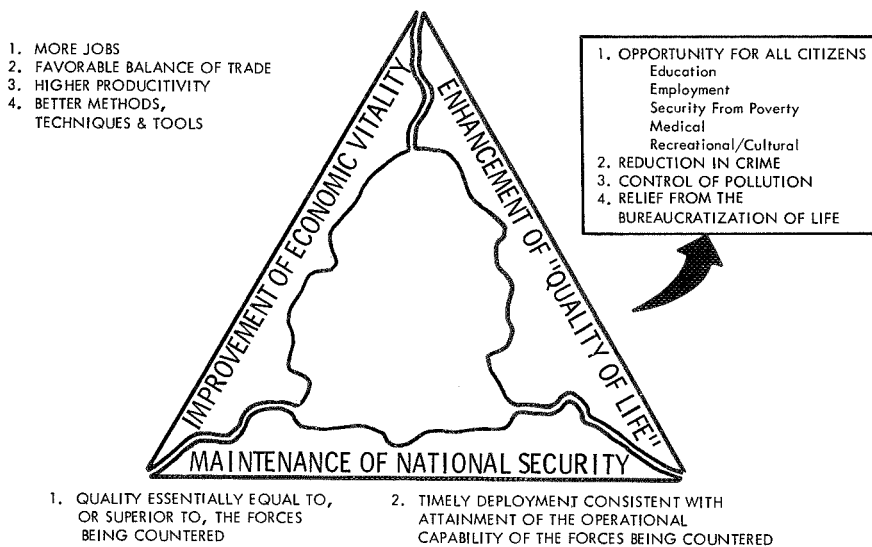 1. MORE JOBS
2. FAVORABLE BALANCE OF TRADE
3. HIGHER PRODUCITIVITY
4. BETTER METHODS,
TECHNIQUES & TOOLS
IMPROVEMENT OF ECONOMIC VITALITY
ENHANCEMENT OF "QUALITY OF LIFE"
1. OPPORTUNITY FOR ALL CITIZENS
Education
Employment
Security From Poverty
Medical
Recreational/Cultural
2. REDUCTION IN CRIME
3. CONTROL OF POLLUTION
4. RELIEF FROM THE
BUREAUCRATIZATION OF LIFE
MAINTENANCE OF NATIONAL SECURITY
1. QUALITY ESSENTIALLY EQUAL TO,
OR SUPERIOR TO, THE FORCES
BEING COUNTERED
2. TIMELY DEPLOYMENT CONSISTENT WITH
ATTAINMENT OF THE OPERATIONAL
CAPABILITY OF THE FORCES BEING COUNTERED